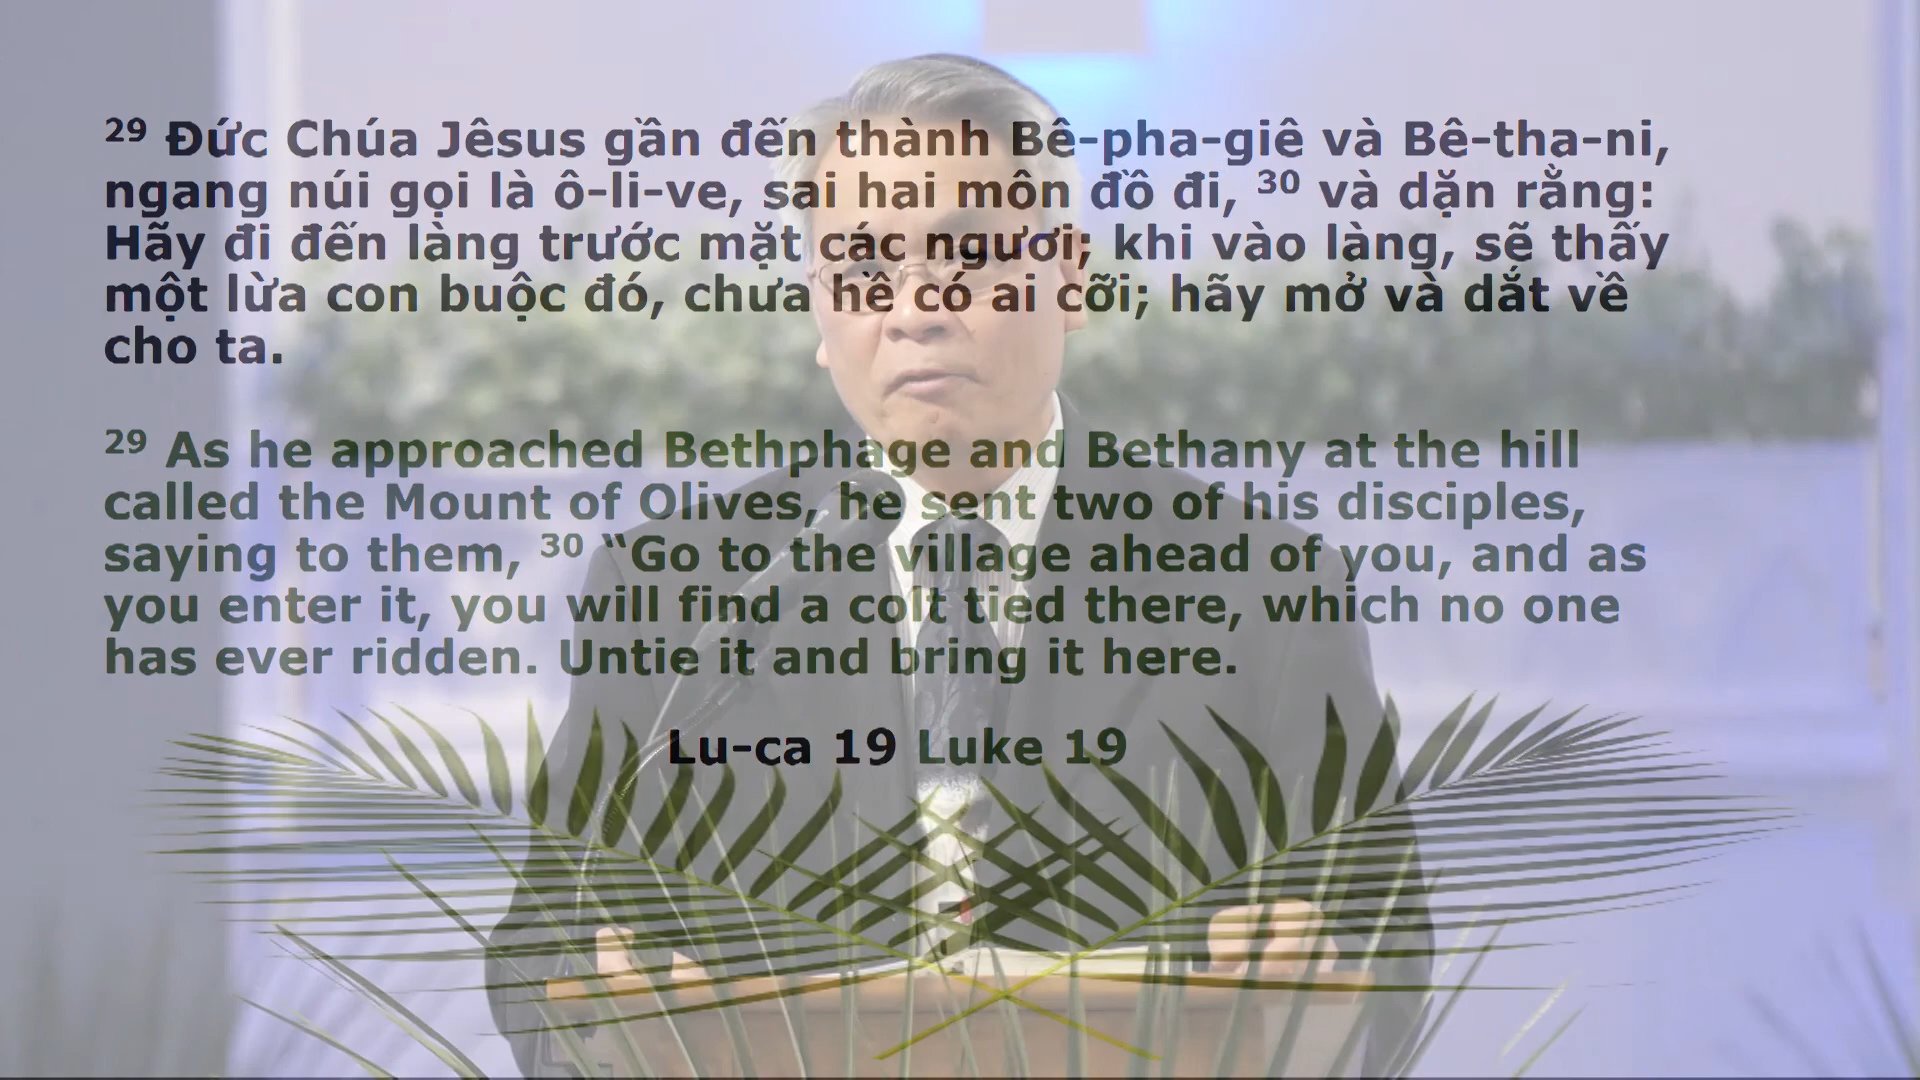 29 Đức Chúa Jêsus gần đến thành Bê-pha-giê và Bê-tha-ni,
ngang núi gọi là ô-li-ve, sai hai môn đồ đi, 30 và dặn rằng:
Hãy đi đến làng trước mặt các ngươi; khi vào làng, sẽ thấy
một lừa con buộc đó, chưa hề có ai cỡi; hãy mở và dắt về
cho ta.
29 As he approached Bethphage and Bethany at the hill
called the Mount of Olives, he sent two of his disciples,
saying to them, 30 “Go to the village ahead of you, and as
you enter it, you will find a colt tied there, which no one
has ever ridden. Untie it and bring it here.
Lu-ca 19 Luke 19